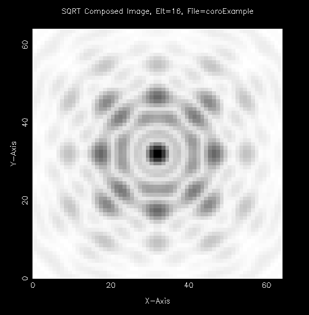 SQRT Composed Image, Elt=16, File=coroExample
60
40
20
0
Y-Axis
0 20 40 60
X-Axis